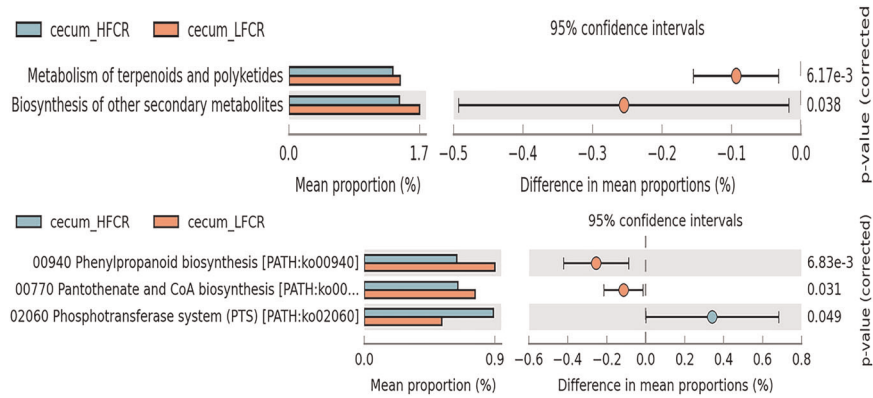 cecum_HFCR cecum_LFCR 95% confidence intervals
Metabolism of terpenoids and polyketides 6.17e-3
Biosynthesis of other secondary metabolites 0.038
0.0 1.7 −0.5 −0.4 −0.3 −0.2 −0.1 0.0
Mean proportion (%) Difference in mean proportions (%)
p-value (corrected
cecum_HFCR cecum_LFCR 95% confidence intervals
00940 Phenylpropanoid biosynthesis [PATH:ko00940] 6.83e-3
00770 Pantothenate and CoA biosynthesis [PATH:ko00... 0.031
02060 Phosphotransferase system (PTS) [PATH:ko02060] 0.049
0.0 0.9 −0.6 −0.4 −0.2 0.0 0.2 0.4 0.6 0.8
Mean proportion (%) Difference in mean proportions (%)
p-value (corrected)